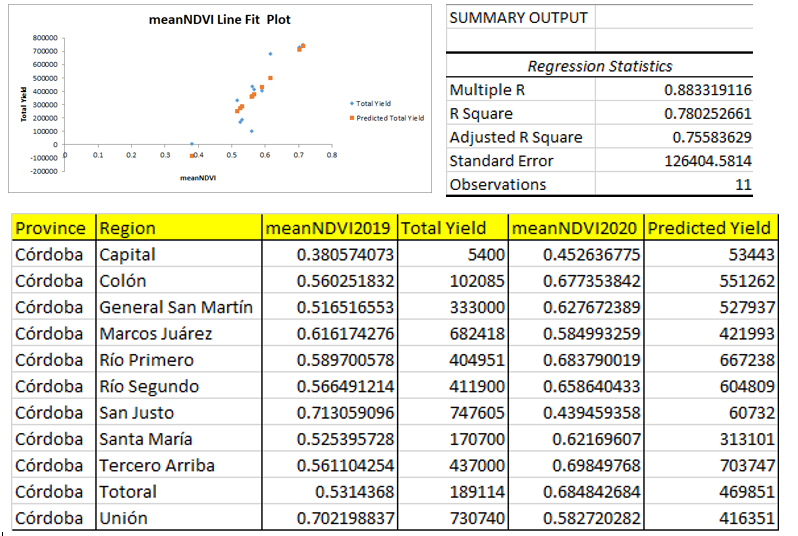 meanNDVI Line Fit Plot
800000
700000
600000
500000
400000
300000
200000
100000
0
-100000
-200000
Total Yield
0 0.1 0.2 0.3 0.4 0.5 0.6 0.7 0.8
meanNDVI
Total Yield
Predicted Total Yield
SUMMARY OUTPUT
Regression Statistics
Multiple R 0.883319116
R Square 0.780252661
Adjusted R Square 0.75583629
Standard Error 126404.5814
Observations 11
Province Region meanNDVI2019 Total Yield meanNDVI2020 Predicted Yield
Córdoba Capital 0.380574073 5400 0.452636775 53443
Córdoba Colón 0.560251832 102085 0.677353842 551262
Córdoba General San Martín 0.516516553 333000 0.627672389 527937
Córdoba Marcos Juárez 0.616174276 682418 0.584993259 421993
Córdoba Río Primero 0.589700578 404951 0.683790019 667238
Córdoba Río Segundo 0.566491214 411900 0.658640433 604809
Córdoba San Justo 0.713059096 747605 0.439459358 60732
Córdoba Santa María 0.525395728 170700 0.62169607 313101
Córdoba Tercero Arriba 0.561104254 437000 0.69849768 703747
Córdoba Totoral 0.5314368 189114 0.684842684 469851
Córdoba Unión 0.702198837 730740 0.582720282 416351